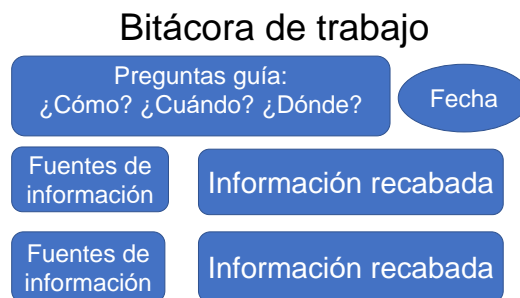 Bitácora de trabajo
Preguntas guía:
¿Cómo? ¿Cuándo? ¿Dónde?
Fecha
Fuentes de
información
Información recabada
Fuentes de
información
Información recabada